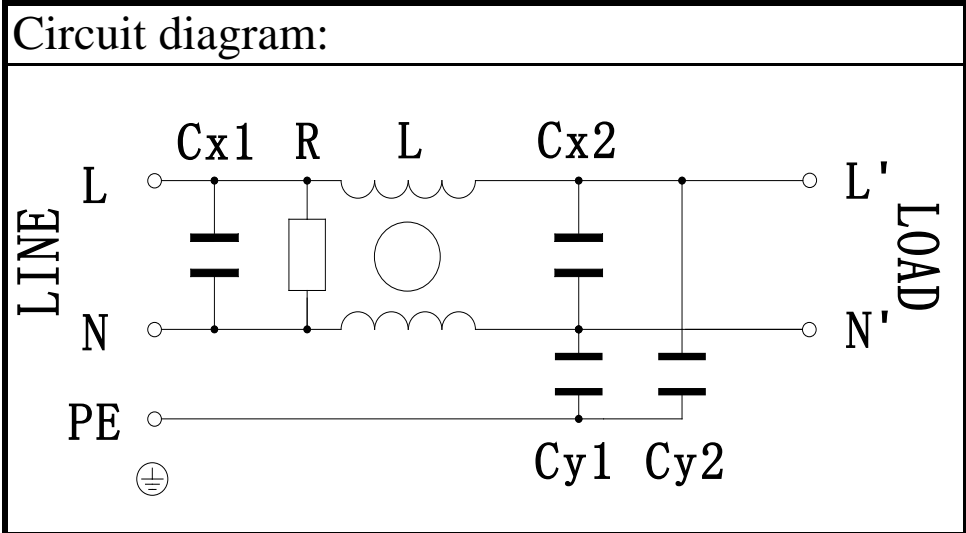 Circuit diagram:
Cx1 R L Cx2
L L'
LINE LOAD
N N'
PE
Cy1 Cy2